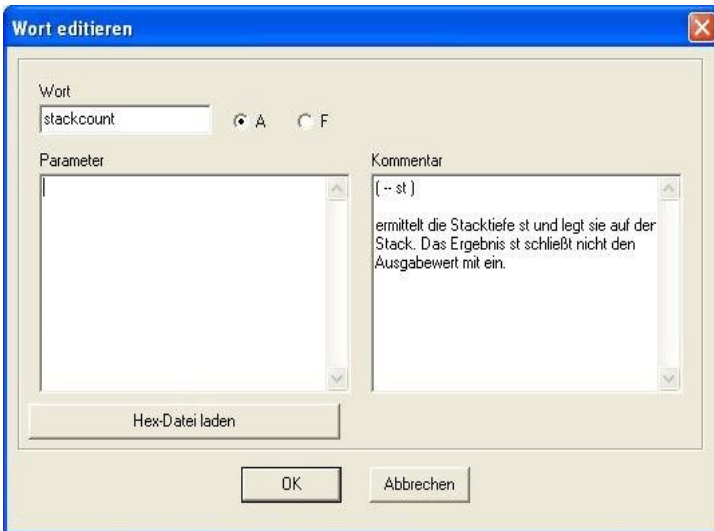 Wort editieren
Wort
stackcount
A
F
Parameter
Kommentar
( -- st )
ermittelt die Stacktiefe st und legt sie auf der
Stack. Das Ergebnis st schließt nicht den
Ausgabewert mit ein.
Hex-Datei laden
OK
Abbrechen